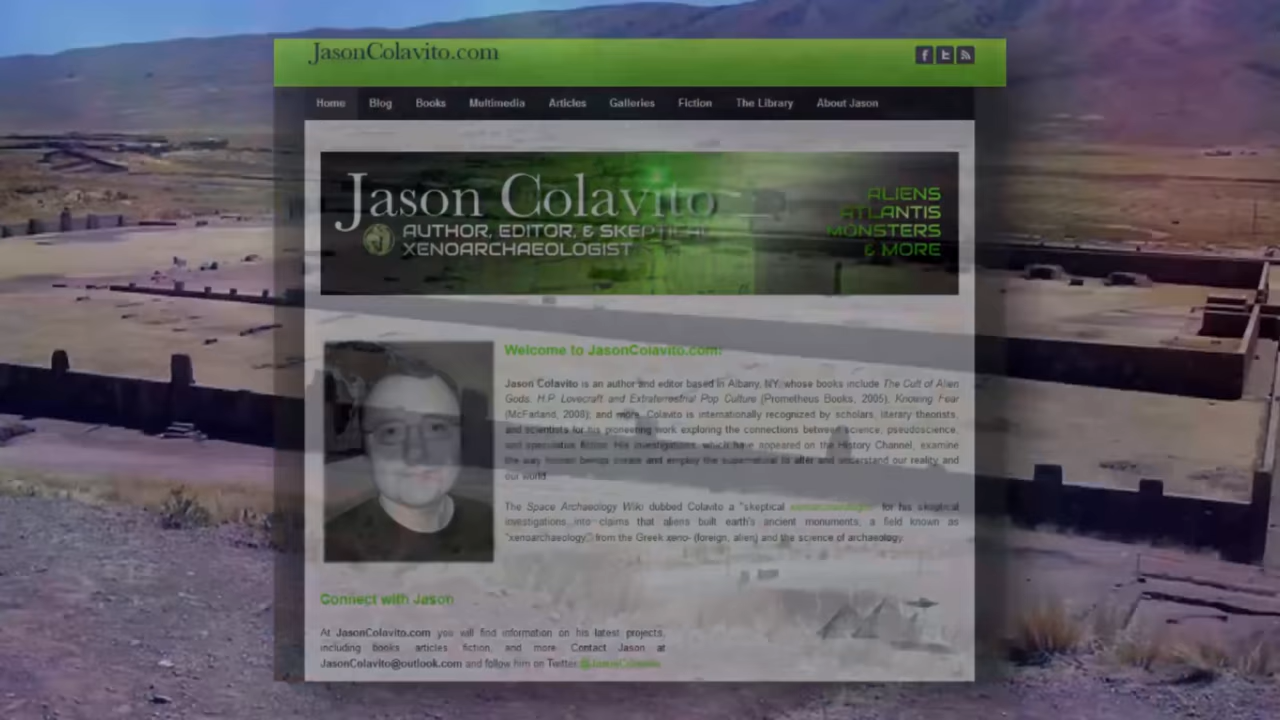 JasonColavito.com
Home Blog Books Multimedia Articles Galleries Fiction The Library About Jason
Jason Colavito
AUTHOR, EDITOR, & SKEPTICAL
XENOARCHAEOLOGIST
ALIENS
ATLANTIS
MONSTERS
& MORE
Welcome to JasonColavito.com!
Jason Colavito is an author and editor based in Albany, NY, whose books include The Cult of Alien
Gods, H.P. Lovecraft and Extraterrestrial Pop Culture (Prometheus Books, 2005), Knowing Fear
(McFarland, 2008); and more. Colavito is internationally recognized by scholars, literary theorists,
and scientists for his pioneering work exploring the connections between science, pseudoscience,
and speculative fiction. His investigations, which have appeared on the History Channel, examine
the way human beings create and employ the supernatural to alter and understand our reality and
our world.
The Space Archaeology Wiki dubbed Colavito a "skeptical xenoarchaeologist" for his skeptical
investigations into claims that aliens built earth's ancient monuments, a field known as
"xenoarchaeology" from the Greek xeno- (foreign, alien) and the science of archaeology.
Connect with Jason
At JasonColavito.com you will find information on his latest projects,
including books articles fiction, and more. Contact Jason at
JasonColavito@outlook.com and follow him on Twitter @JasonColavito